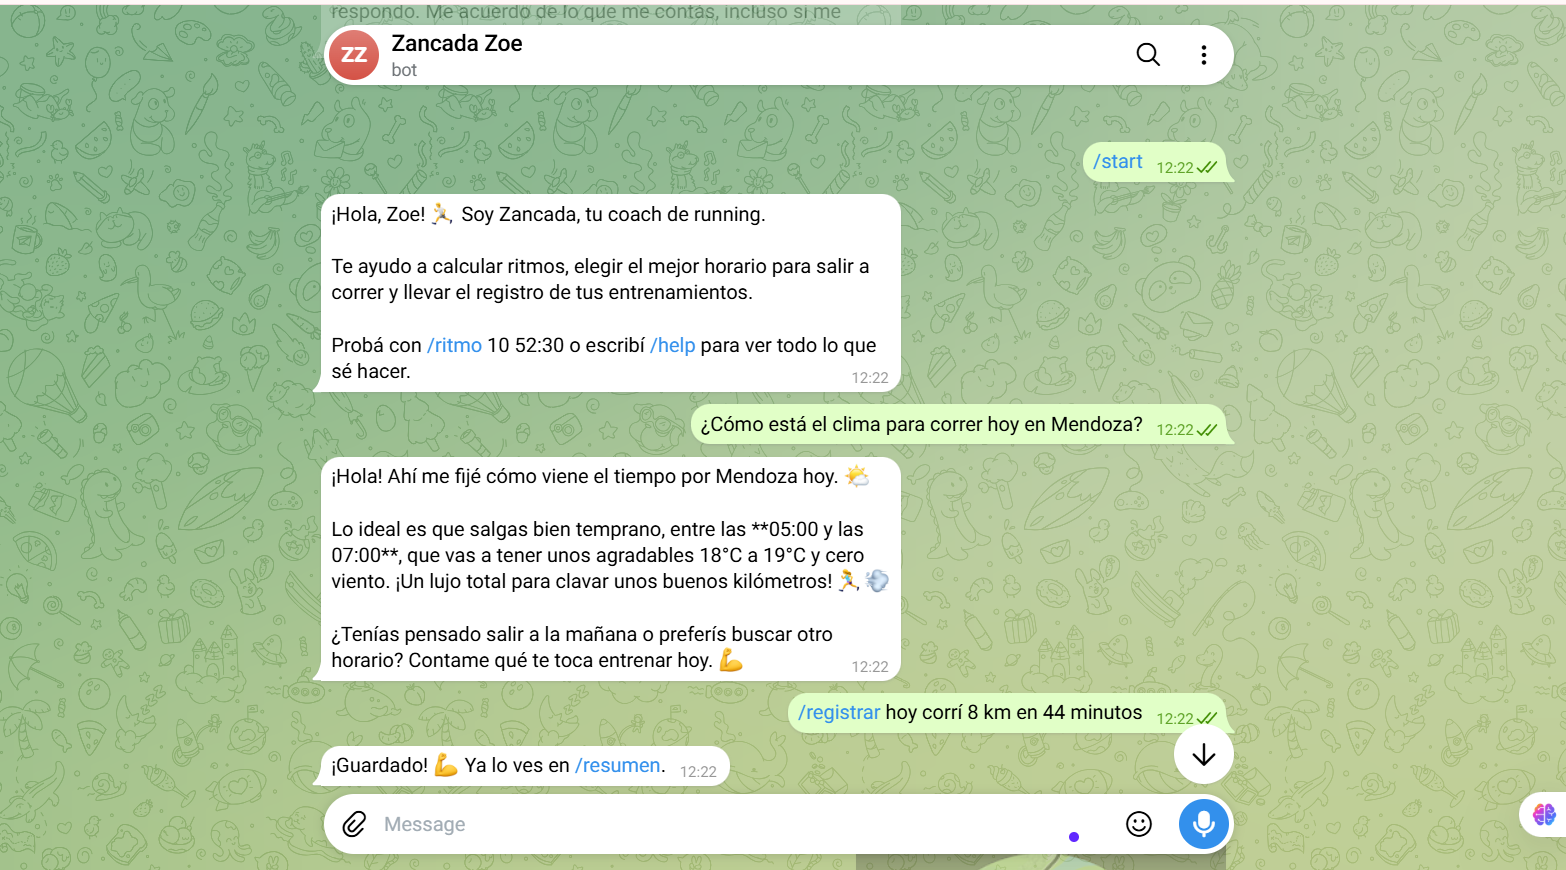 respondo. Me acuerdo de lo que me contás, incluso si me
ZZ
Zancada Zoe
bot
/start 12:22
¡Hola, Zoe! 🏃 Soy Zancada, tu coach de running.
Te ayudo a calcular ritmos, elegir el mejor horario para salir a
correr y llevar el registro de tus entrenamientos.
Probá con /ritmo 10 52:30 o escribí /help para ver todo lo que
sé hacer. 12:22
¿Cómo está el clima para correr hoy en Mendoza? 12:22
¡Hola! Ahí me fijé cómo viene el tiempo por Mendoza hoy. 🌤️
Lo ideal es que salgas bien temprano, entre las **05:00 y las
07:00**, que vas a tener unos agradables 18°C a 19°C y cero
viento. ¡Un lujo total para clavar unos buenos kilómetros! 🏃💨
¿Tenías pensado salir a la mañana o preferís buscar otro
horario? Contame qué te toca entrenar hoy. 💪 12:22
/registrar hoy corrí 8 km en 44 minutos 12:22
¡Guardado! 💪 Ya lo ves en /resumen. 12:22
Message